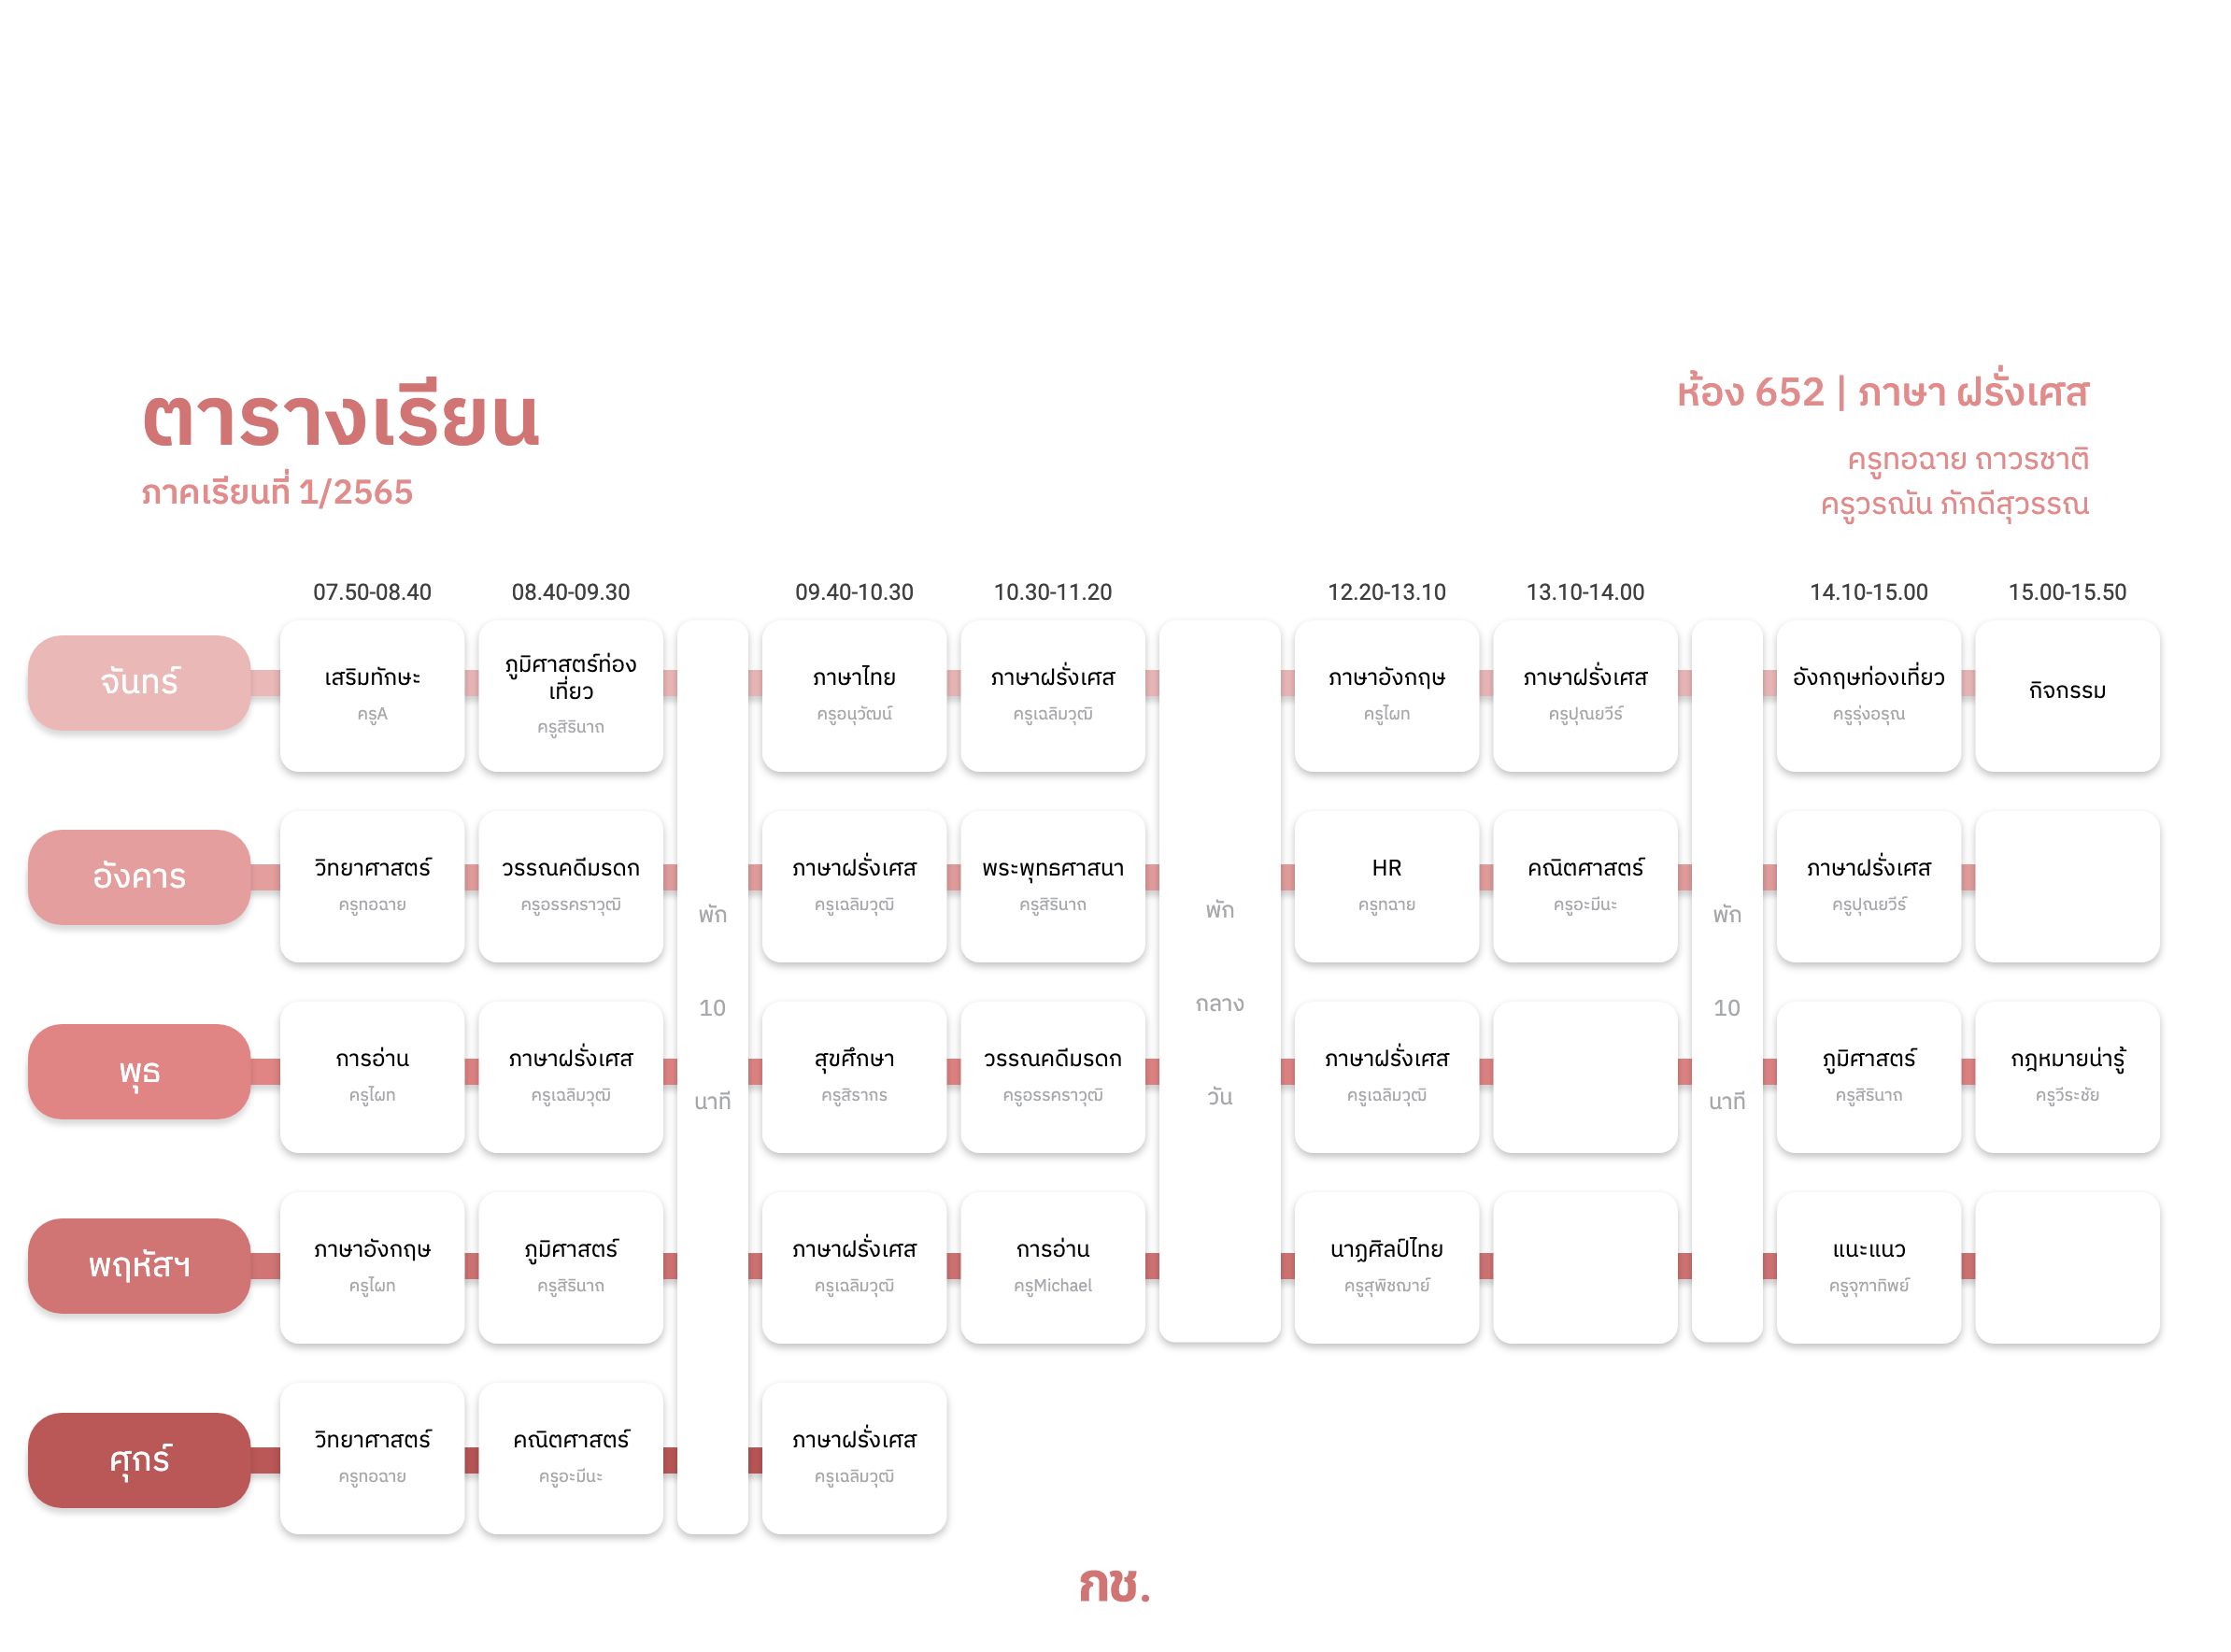 ตารางเรียน
ภาคเรียนที่ 1/2565
ห้อง 652 | ภาษา ฝรั่งเศส
ครูทอฉาย ถาวรชาติ
ครูวรณัน ภักดีสุวรรณ
07.50-08.40 08.40-09.30 09.40-10.30 10.30-11.20 12.20-13.10 13.10-14.00 14.10-15.00 15.00-15.50
จันทร์
เสริมทักษะ
ครูA
ภูมิศาสตร์ท่อง
เที่ยว
ครูสิรินาถ
ภาษาไทย
ครูอนุวัฒน์
ภาษาฝรั่งเศส
ครูเฉลิมวุฒิ
ภาษาอังกฤษ
ครูไผท
ภาษาฝรั่งเศส
ครูปุณยวีร์
อังกฤษท่องเที่ยว
ครูรุ่งอรุณ
กิจกรรม
อังคาร
วิทยาศาสตร์
ครูทอฉาย
วรรณคดีมรดก
ครูอรรคราวุฒิ
ภาษาฝรั่งเศส
ครูเฉลิมวุฒิ
พระพุทธศาสนา
ครูสิรินาถ
HR
ครูทฉาย
คณิตศาสตร์
ครูอะมีนะ
ภาษาฝรั่งเศส
ครูปุณยวีร์
พัก
10
นาที
พัก
กลาง
วัน
พัก
10
นาที
พุธ
การอ่าน
ครูไผท
ภาษาฝรั่งเศส
ครูเฉลิมวุฒิ
สุขศึกษา
ครูสิรากร
วรรณคดีมรดก
ครูอรรคราวุฒิ
ภาษาฝรั่งเศส
ครูเฉลิมวุฒิ
ภูมิศาสตร์
ครูสิรินาถ
กฎหมายน่ารู้
ครูวีระชัย
พฤหัสฯ
ภาษาอังกฤษ
ครูไผท
ภูมิศาสตร์
ครูสิรินาถ
ภาษาฝรั่งเศส
ครูเฉลิมวุฒิ
การอ่าน
ครูMichael
นาฏศิลป์ไทย
ครูสุพิชฌาย์
แนะแนว
ครูจุฑาทิพย์
ศุกร์
วิทยาศาสตร์
ครูทอฉาย
คณิตศาสตร์
ครูอะมีนะ
ภาษาฝรั่งเศส
ครูเฉลิมวุฒิ
กช.